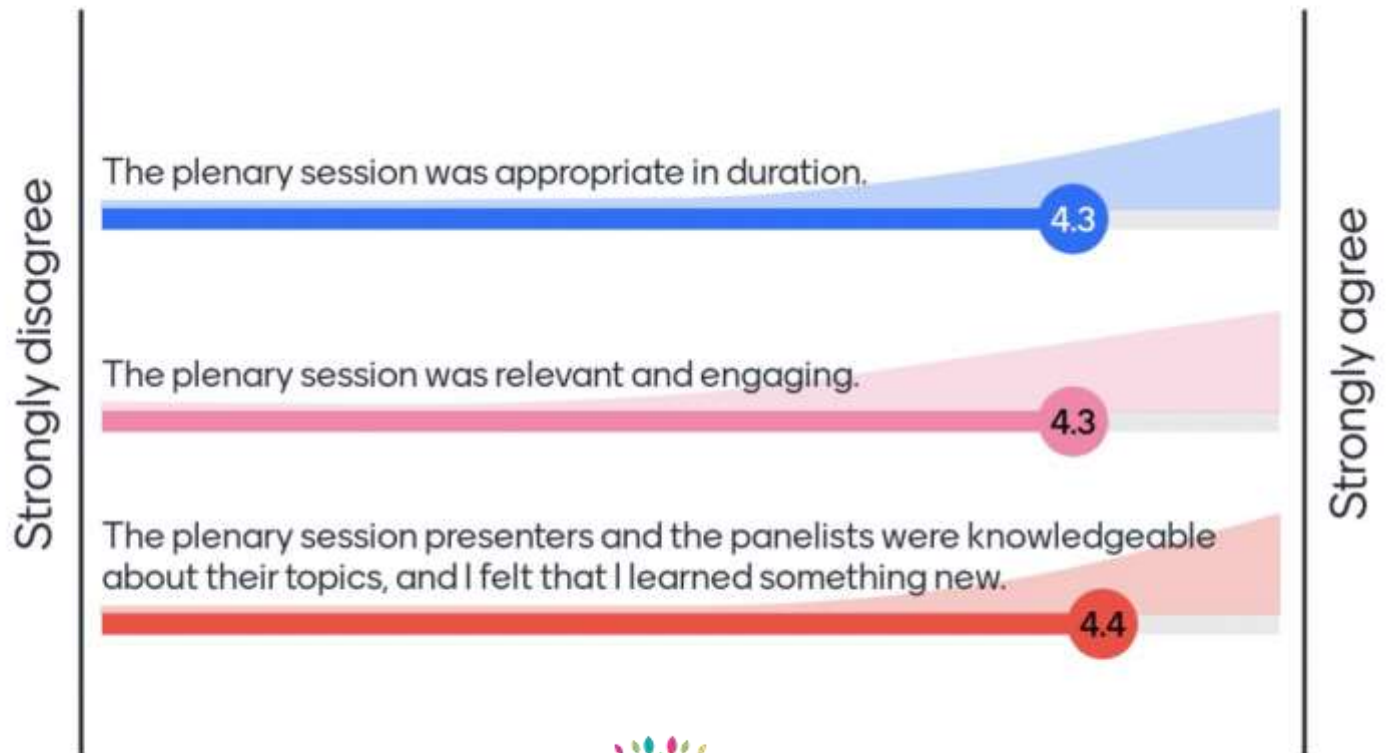 Strongly disagree
The plenary session was appropriate in duration.
4.3
The plenary session was relevant and engaging.
4.3
The plenary session presenters and the panelists were knowledgeable
about their topics, and I felt that I learned something new.
4.4
Strongly agree